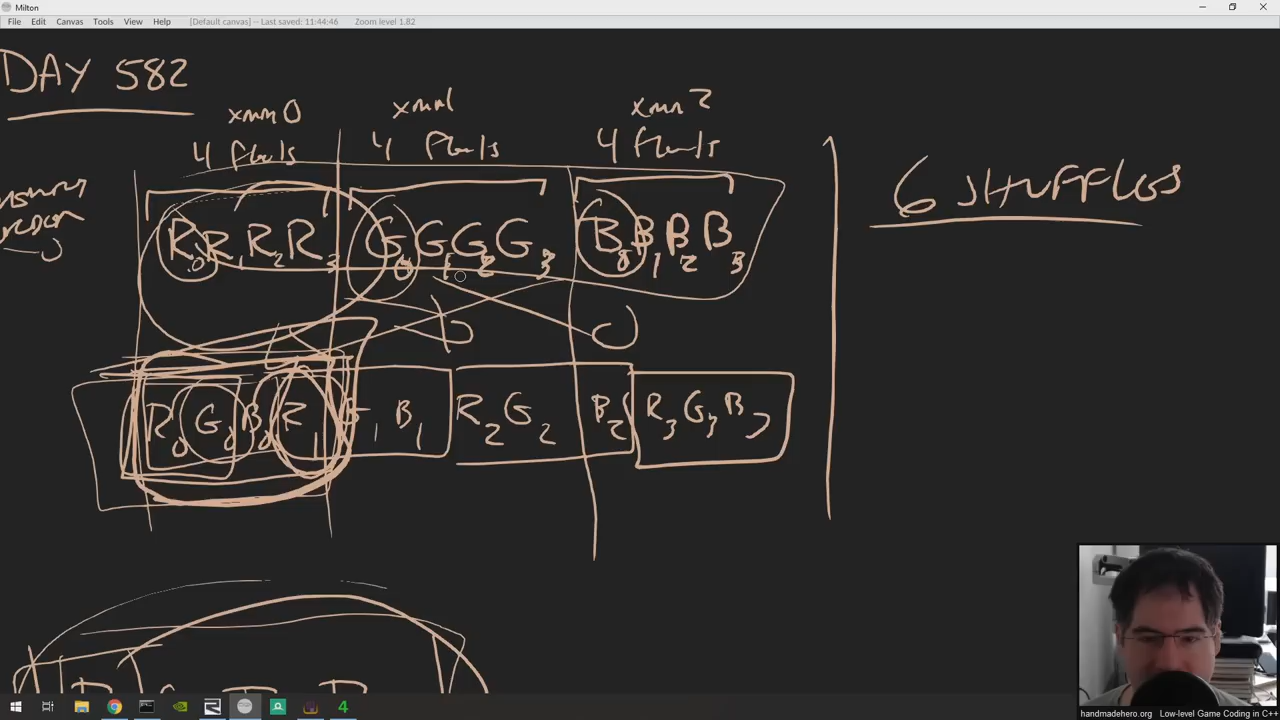 Milton
File Edit Canvas Tools View Help [Default canvas] -- Last saved: 11:44:46 Zoom level 1.82
DAY 582
xmm0 xmm1 xmm2
4 floats 4 floats 4 floats
6 SHUFFLES
R0 R1 R2 R3 G0 G1 G2 G3 B0 B1 B2 B3
R0 G0 B0 R1 B1 R2 G2 B2 R3 G3 B3
handmadehero.org
Low-level Game Coding in C++